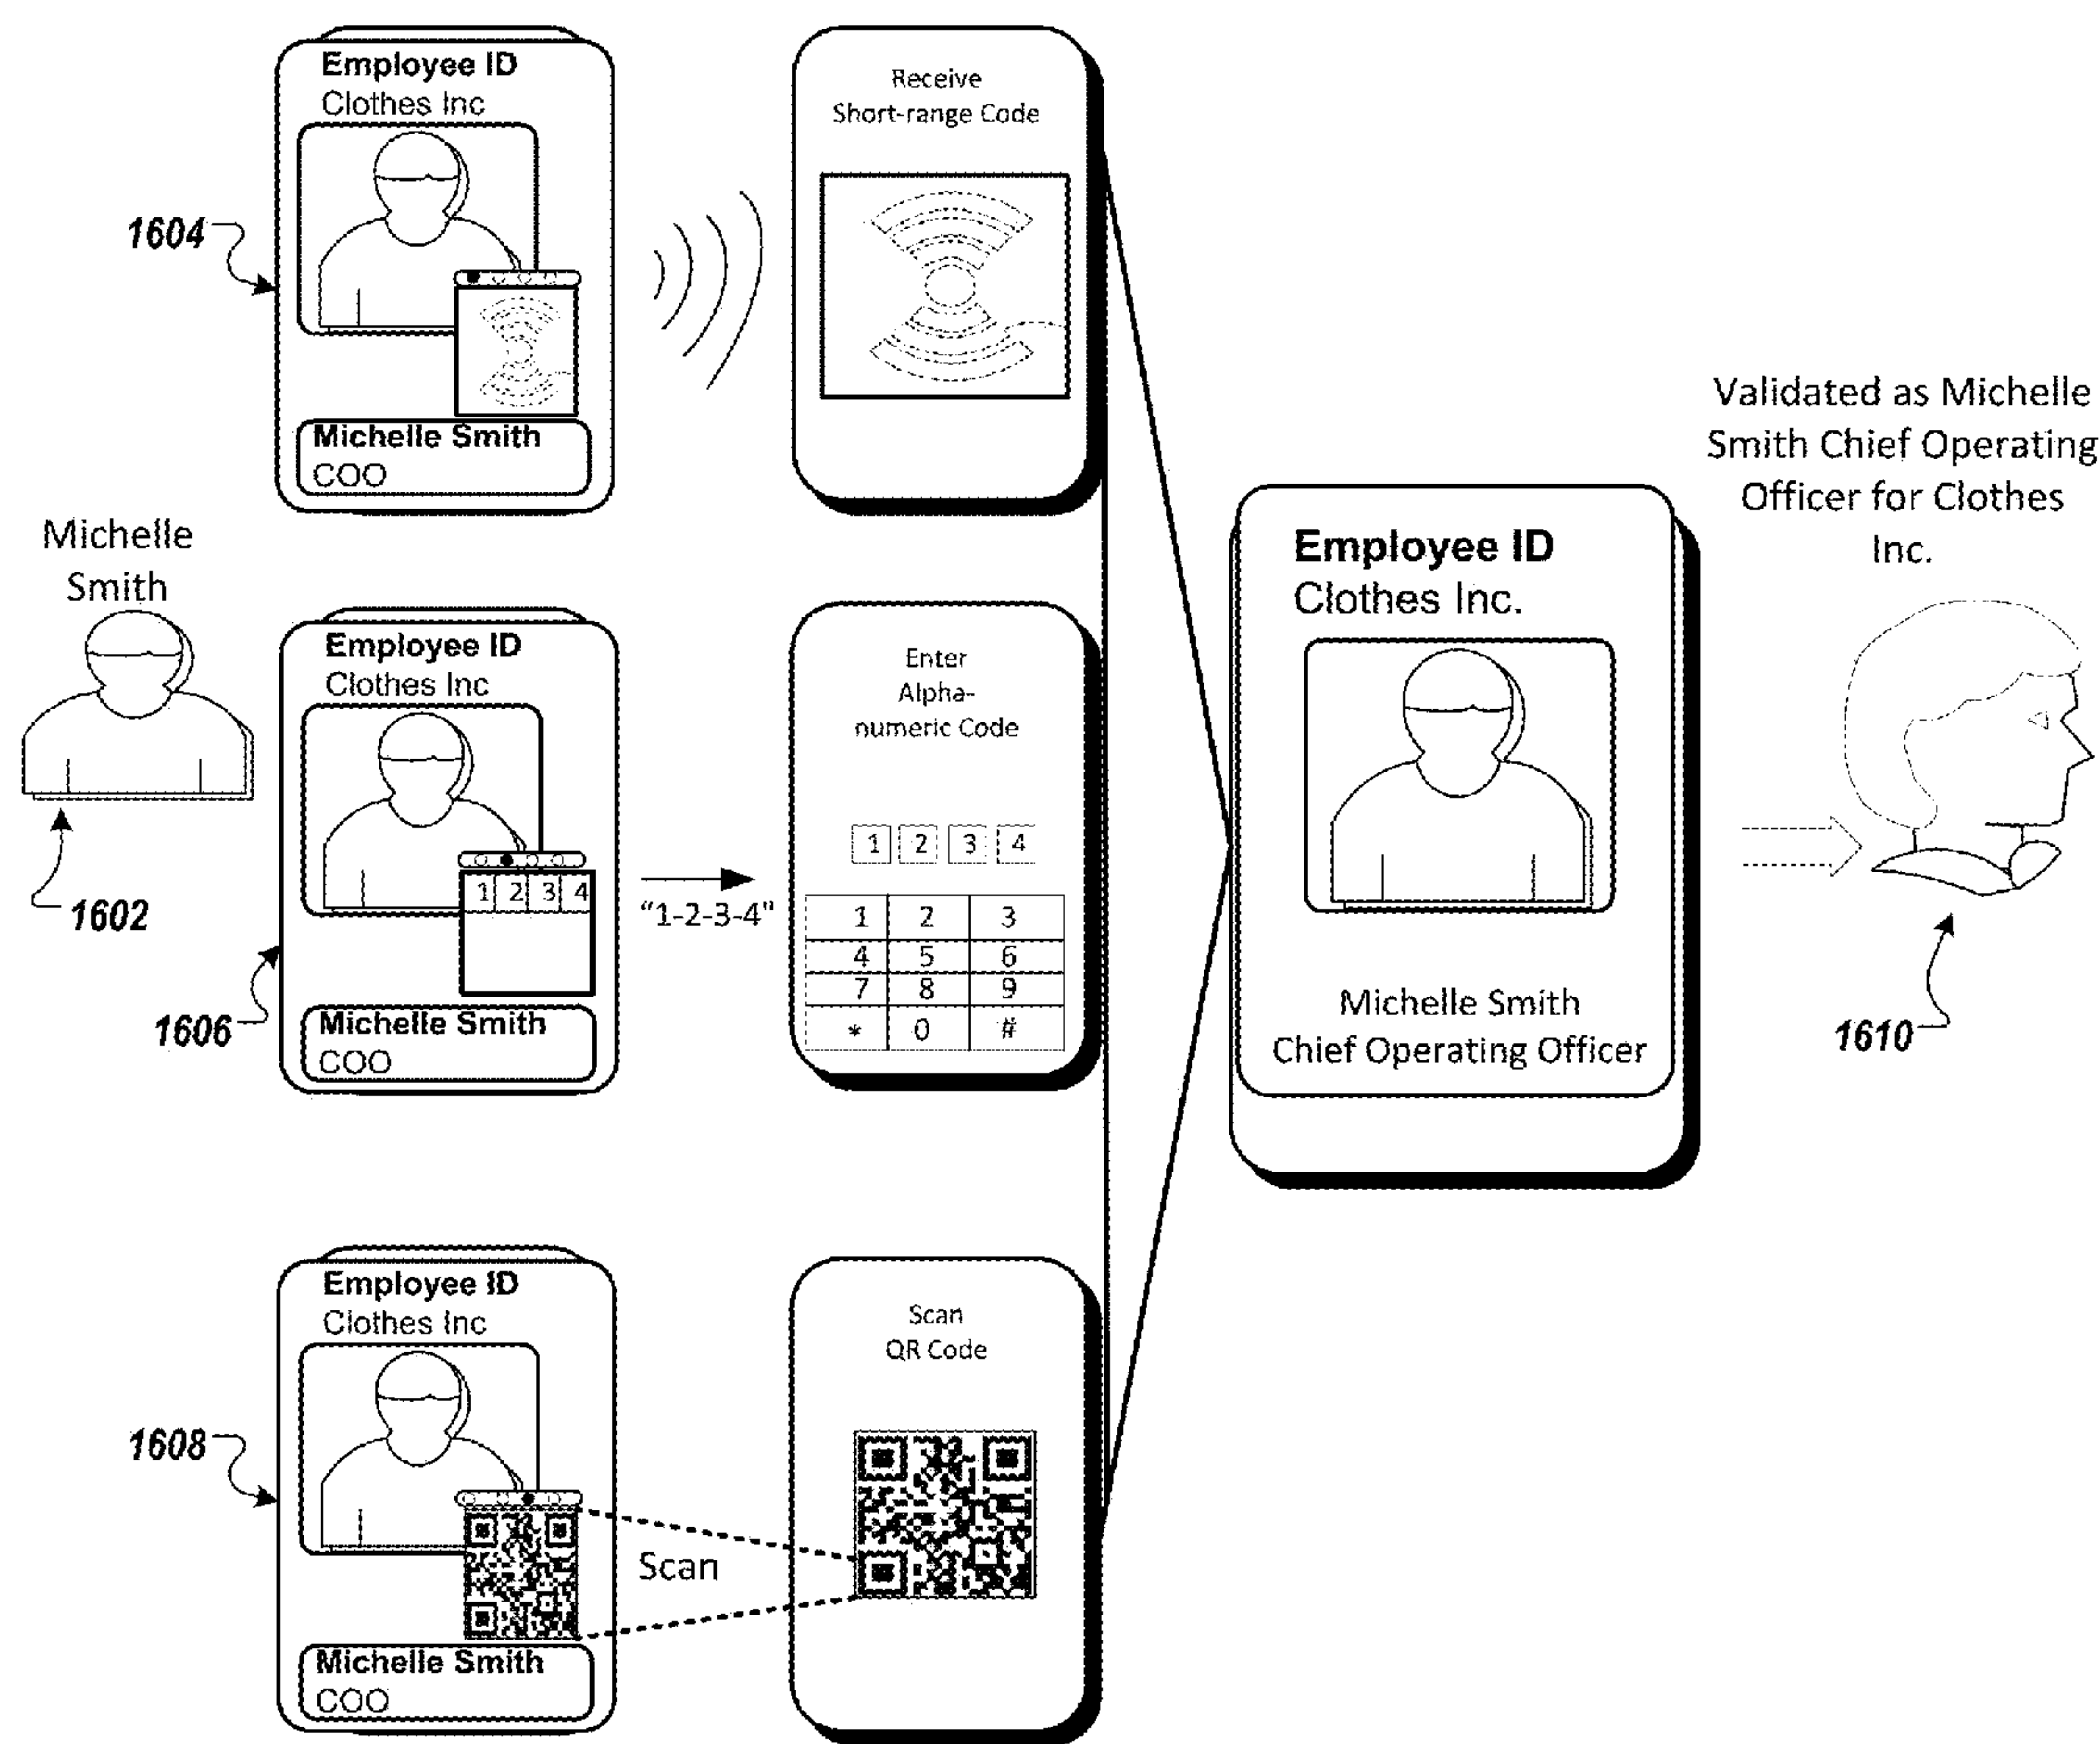 Employee ID
Clothes Inc
1604
Michelle Smith
COO
Receive
Short-range Code
Michelle
Smith
1602
Employee ID
Clothes Inc
1 2 3 4
1606
Michelle Smith
COO
"1-2-3-4"
Enter
Alpha-
numeric Code
1 2 3 4
1 2 3
4 5 6
7 8 9
* 0 #
Employee ID
Clothes Inc
1608
Michelle Smith
COO
Scan
Scan
QR Code
Employee ID
Clothes Inc.
Michelle Smith
Chief Operating Officer
Validated as Michelle
Smith Chief Operating
Officer for Clothes
Inc.
1610